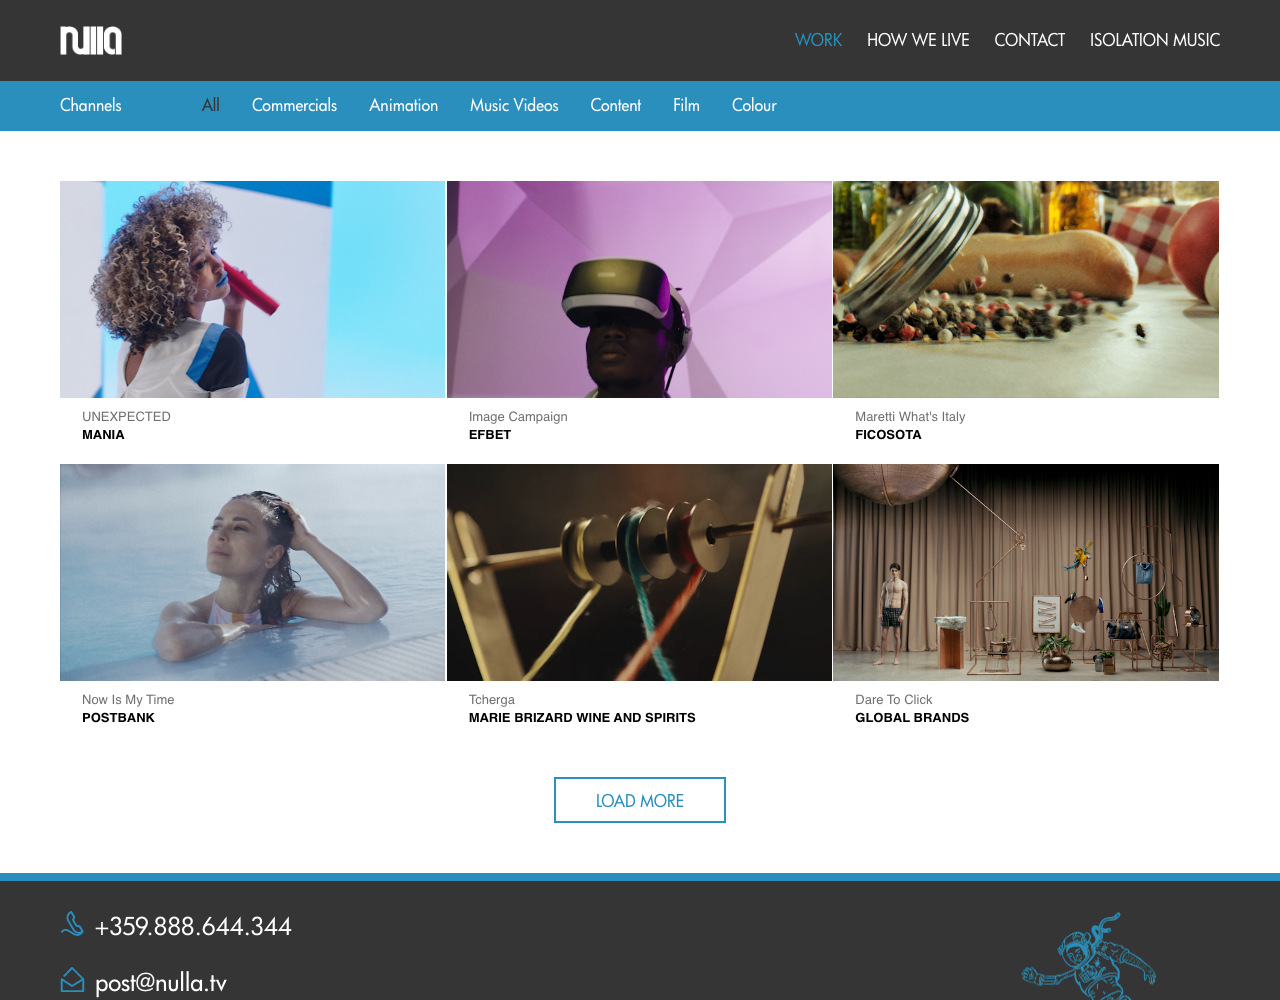 nulla
WORK HOW WE LIVE CONTACT ISOLATION MUSIC
Channels All Commercials Animation Music Videos Content Film Colour
UNEXPECTED
MANIA
Image Campaign
EFBET
Maretti What's Italy
FICOSOTA
Now Is My Time
POSTBANK
Tcherga
MARIE BRIZARD WINE AND SPIRITS
Dare To Click
GLOBAL BRANDS
LOAD MORE
+359.888.644.344
post@nulla.tv